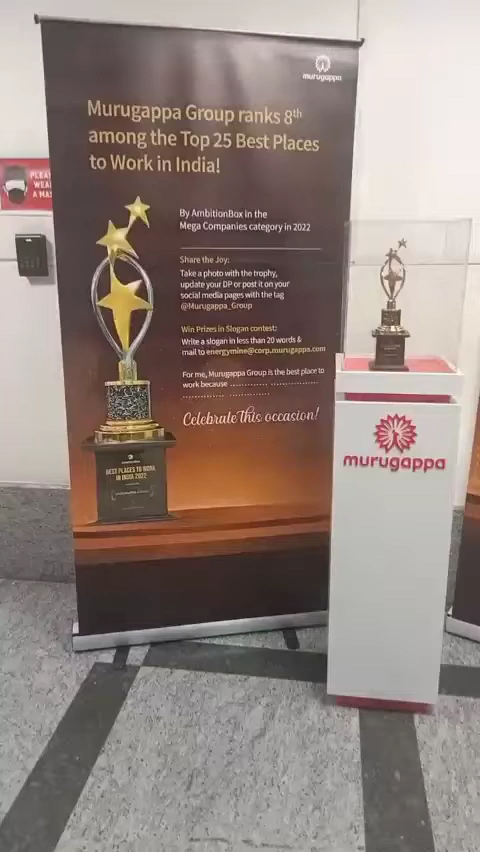 murugappa
Murugappa Group ranks 8th
among the Top 25 Best Places
to Work in India!
PLEA
WEA
A MA
By AmbitionBox in the
Mega Companies category in 2022
Share the Joy:
Take a photo with the trophy,
update your DP or post it on your
social media pages with the tag
@Murugappa_Group
Win Prizes in Slogan contest:
Write a slogan in less than 20 words &
mail to energymine@corp.murugappa.com
For me, Murugappa Group is the best place to
work because .......................................
....................
Celebrate this occasion!
BEST PLACES TO WORK
IN INDIA 2022
murugappa